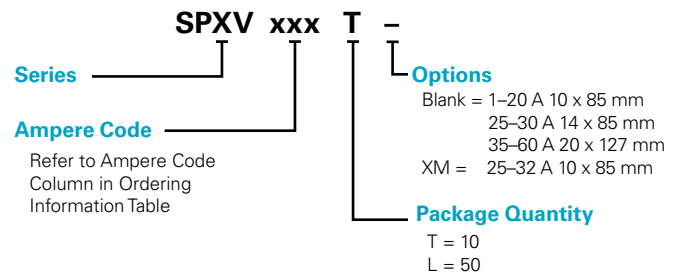 SPXV xxx T –
Series
Options
Blank = 1–20 A 10 x 85 mm
25–30 A 14 x 85 mm
35–60 A 20 x 127 mm
XM = 25–32 A 10 x 85 mm
Ampere Code
Refer to Ampere Code
Column in Ordering
Information Table
Package Quantity
T = 10
L = 50